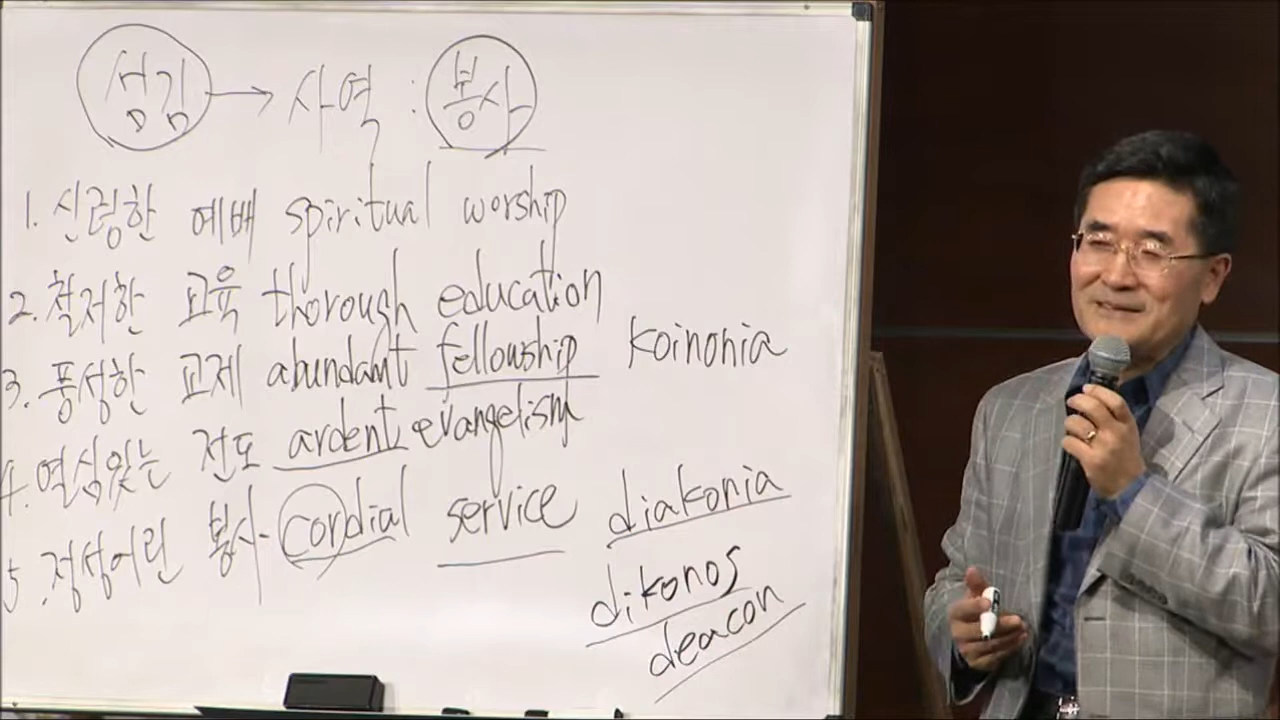 섬김 → 사역 : 봉사
1. 신령한 예배 spiritual worship
2. 철저한 교육 thorough education
3. 풍성한 교제 abundant fellowship koinonia
4. 열심있는 전도 ardent evangelism
5. 정성어린 봉사 cordial service diakonia
dikonos
deacon